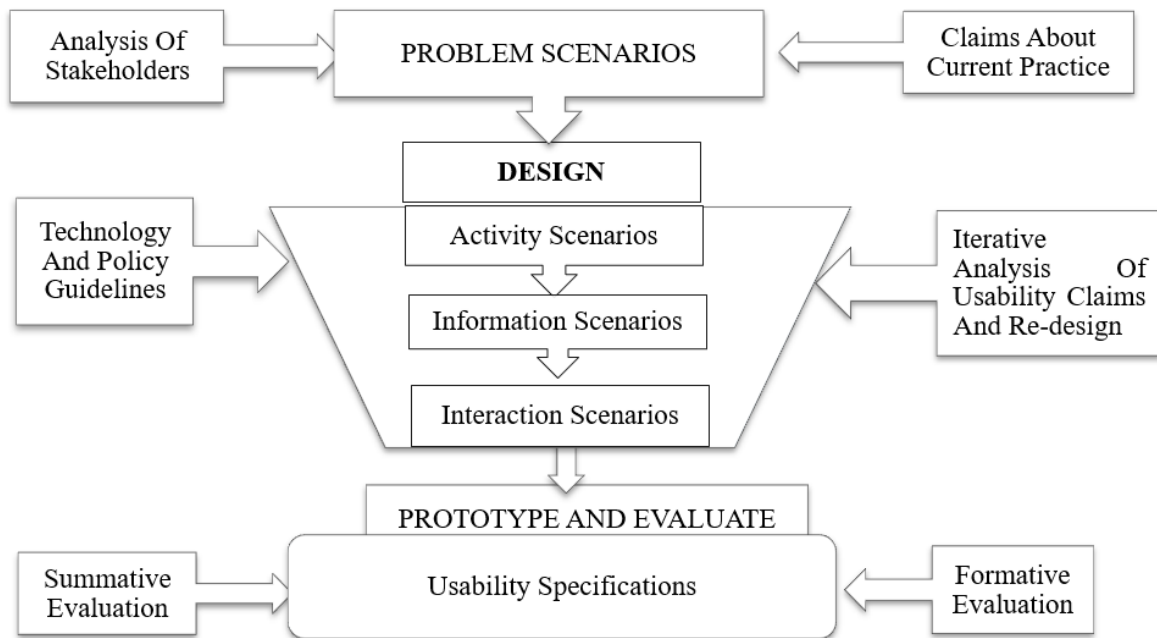 Analysis Of
Stakeholders
PROBLEM SCENARIOS
Claims About
Current Practice
DESIGN
Technology
And Policy
Guidelines
Activity Scenarios
Information Scenarios
Interaction Scenarios
Iterative
Analysis Of
Usability Claims
And Re-design
PROTOTYPE AND EVALUATE
Summative
Evaluation
Usability Specifications
Formative
Evaluation